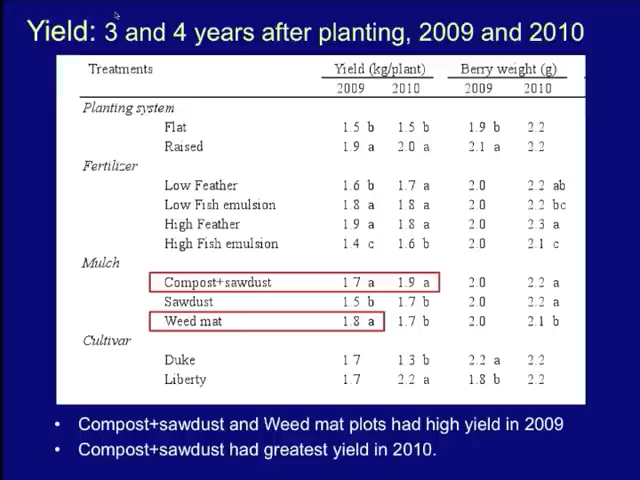 Yield: 3 and 4 years after planting, 2009 and 2010
Treatments Yield (kg/plant) Berry weight (g)
2009 2010 2009 2010
Planting system
Flat 1.5 b 1.5 b 1.9 b 2.2
Raised 1.9 a 2.0 a 2.1 a 2.2
Fertilizer
Low Feather 1.6 b 1.7 a 2.0 2.2 ab
Low Fish emulsion 1.8 a 1.8 a 2.0 2.2 bc
High Feather 1.9 a 1.8 a 2.0 2.3 a
High Fish emulsion 1.4 c 1.6 b 2.0 2.1 c
Mulch
Compost+sawdust 1.7 a 1.9 a 2.0 2.2 a
Sawdust 1.5 b 1.7 b 2.0 2.2 a
Weed mat 1.8 a 1.7 b 2.0 2.1 b
Cultivar
Duke 1.7 1.3 b 2.2 a 2.2
Liberty 1.7 2.2 a 1.8 b 2.2
• Compost+sawdust and Weed mat plots had high yield in 2009
• Compost+sawdust had greatest yield in 2010.